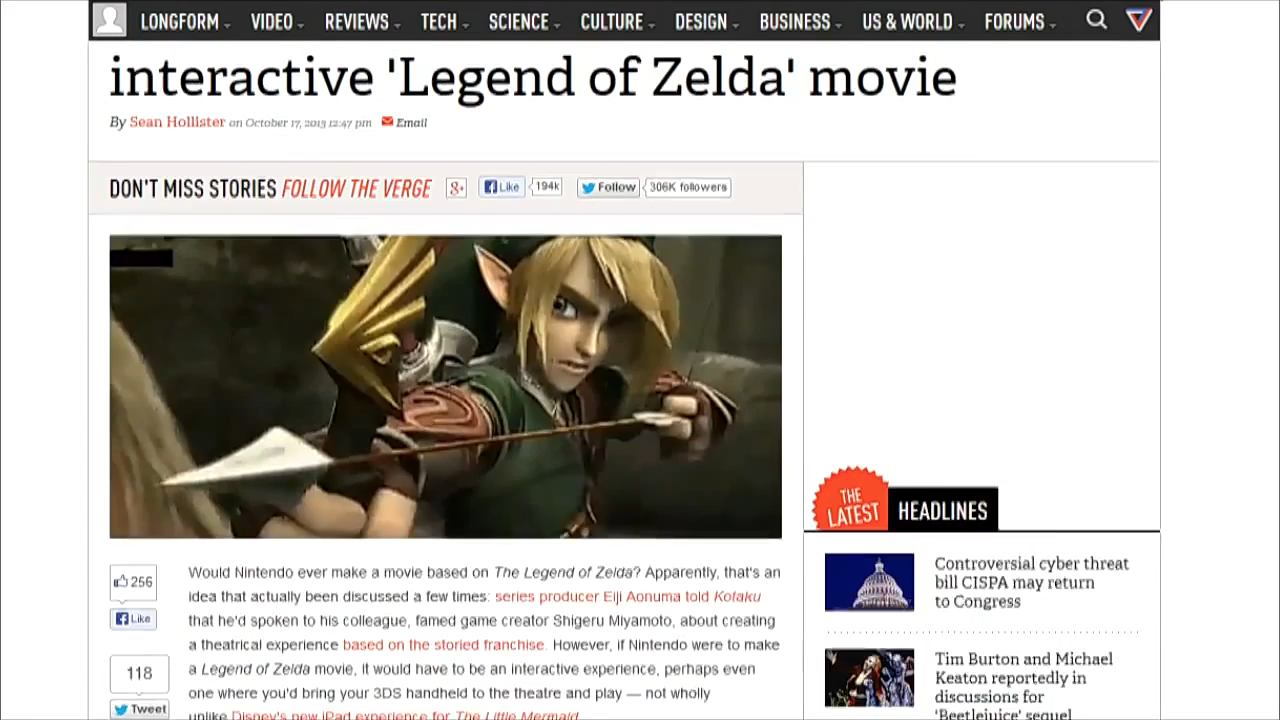 LONGFORM VIDEO REVIEWS TECH SCIENCE CULTURE DESIGN BUSINESS US & WORLD FORUMS
interactive 'Legend of Zelda' movie
By Sean Hollister on October 17, 2013 12:47 pm Email
DON'T MISS STORIES FOLLOW THE VERGE 8+ Like 194k Follow 306K followers
256
Like
118
Tweet
Would Nintendo ever make a movie based on The Legend of Zelda? Apparently, that's an
idea that actually been discussed a few times: series producer Eiji Aonuma told Kotaku
that he'd spoken to his colleague, famed game creator Shigeru Miyamoto, about creating
a theatrical experience based on the storied franchise. However, if Nintendo were to make
a Legend of Zelda movie, it would have to be an interactive experience, perhaps even
one where you'd bring your 3DS handheld to the theatre and play — not wholly
unlike Disney's new iPad experience for The Little Mermaid.
THE LATEST HEADLINES
Controversial cyber threat
bill CISPA may return
to Congress
Tim Burton and Michael
Keaton reportedly in
discussions for
'Beetlejuice' sequel